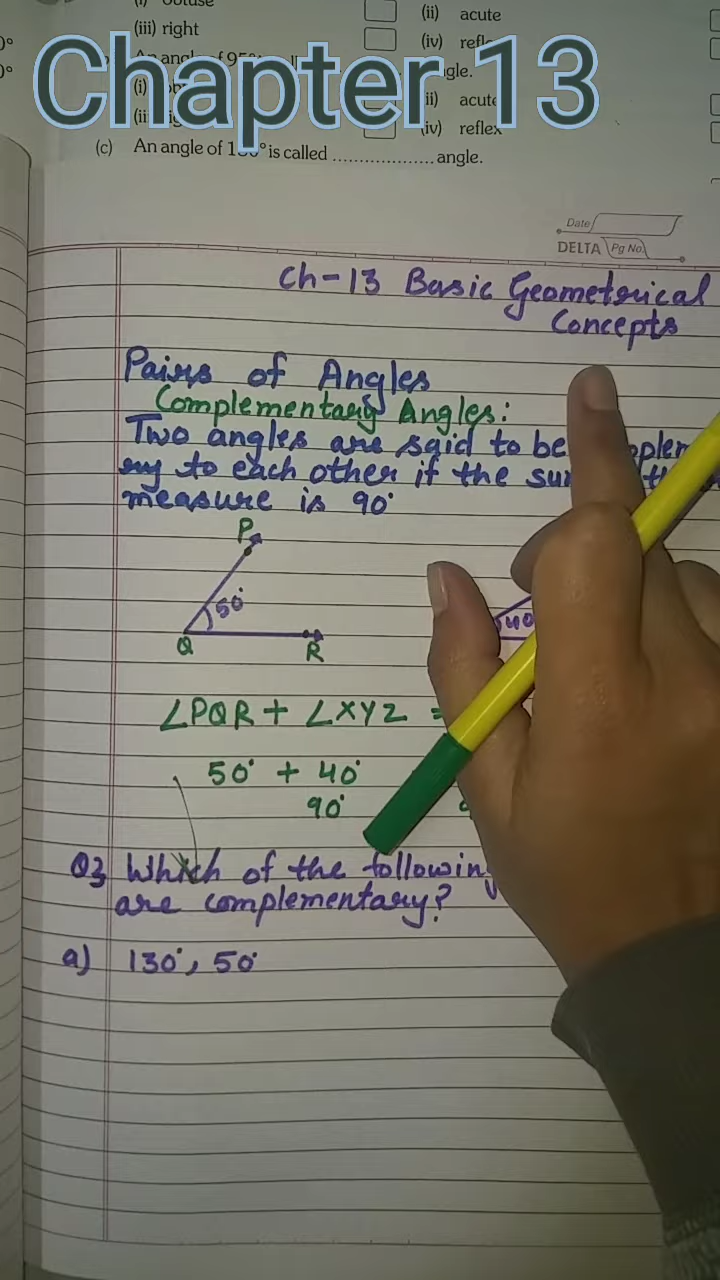 (ii) acute
(iii) right
(iv)
Chapter 13
(ii) acute
(iv) reflex
(c) An angle of is called .................. angle.
Date
DELTA Pg No.
Ch-13 Basic Geometrical
Concepts
Pairs of Angles
Complementary Angles:
Two angles are said to be
to each other if the
measure is 90°
P
50°
Q
R
40
∠PQR + ∠XYZ =
50° + 40°
90°
Q3 Which of the following
are complementary?
a) 130°, 50°